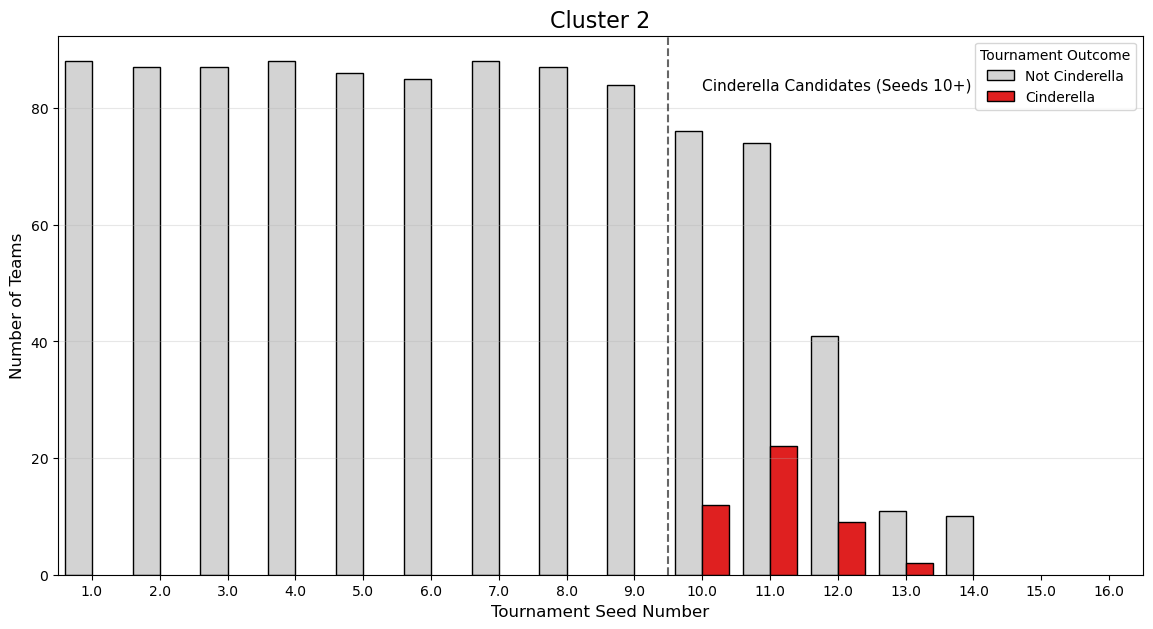 Cluster 2
Tournament Outcome
Not Cinderella
Cinderella
Cinderella Candidates (Seeds 10+)
Number of Teams
80
60
40
20
0
1.0 2.0 3.0 4.0 5.0 6.0 7.0 8.0 9.0 10.0 11.0 12.0 13.0 14.0 15.0 16.0
Tournament Seed Number